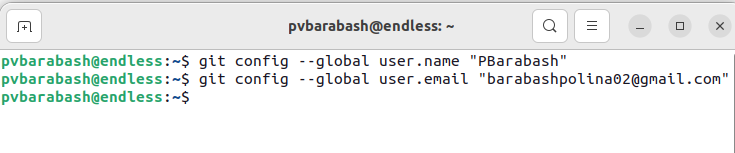 pvbarabash@endless: ~
pvbarabash@endless:~$ git config --global user.name "PBarabash"
pvbarabash@endless:~$ git config --global user.email "barabashpolina02@gmail.com"
pvbarabash@endless:~$